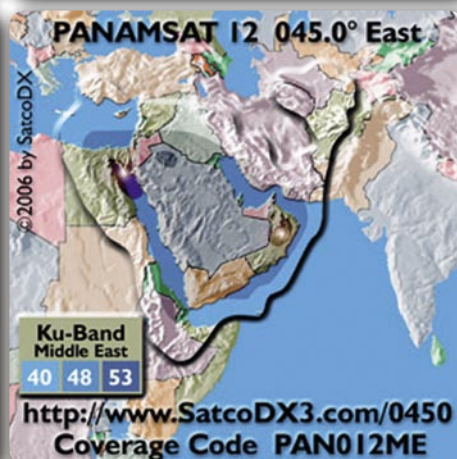 PANAMSAT 12 045.0° East
©2006 by SatcoDX
Ku-Band
Middle East
40 48 53
http://www.SatcoDX3.com/0450
Coverage Code PAN012ME